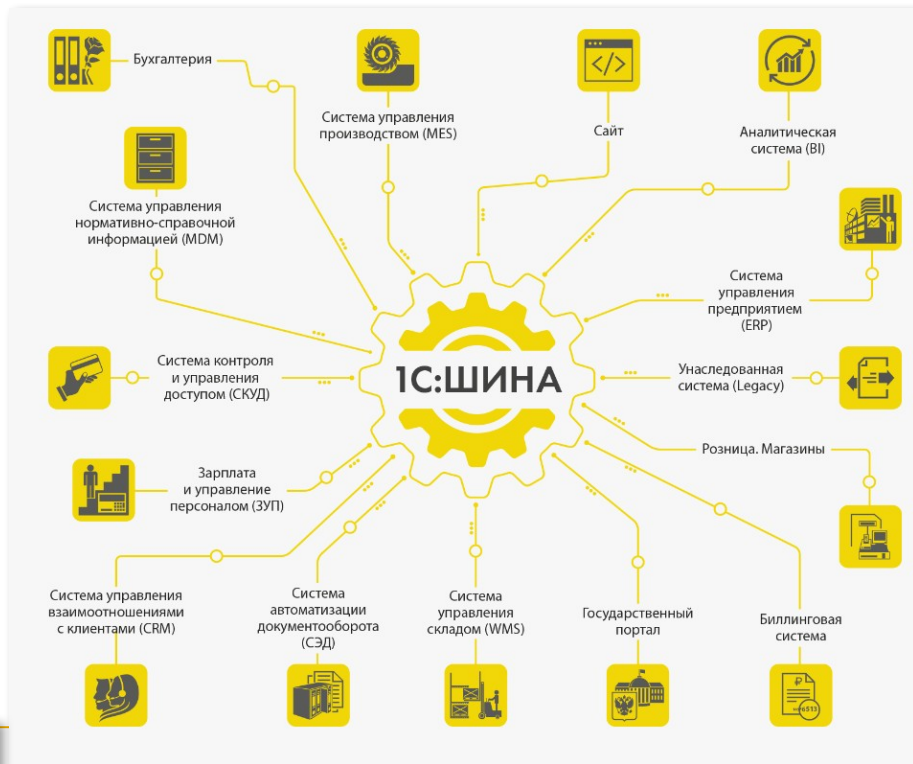 Бухгалтерия
Система управления
производством (MES)
</>
Сайт
Аналитическая
система (BI)
Система управления
нормативно-справочной
информацией (MDM)
Система
управления
предприятием
(ERP)
Система контроля
и управления
доступом (СКУД)
1С:ШИНА
Унаследованная
система (Legacy)
Розница. Магазины
Зарплата
и управление
персоналом (ЗУП)
Система управления
взаимоотношениями
с клиентами (CRM)
Система
автоматизации
документооборота
(СЭД)
Система
управления
складом (WMS)
Государственный
портал
Биллинговая
система
₽